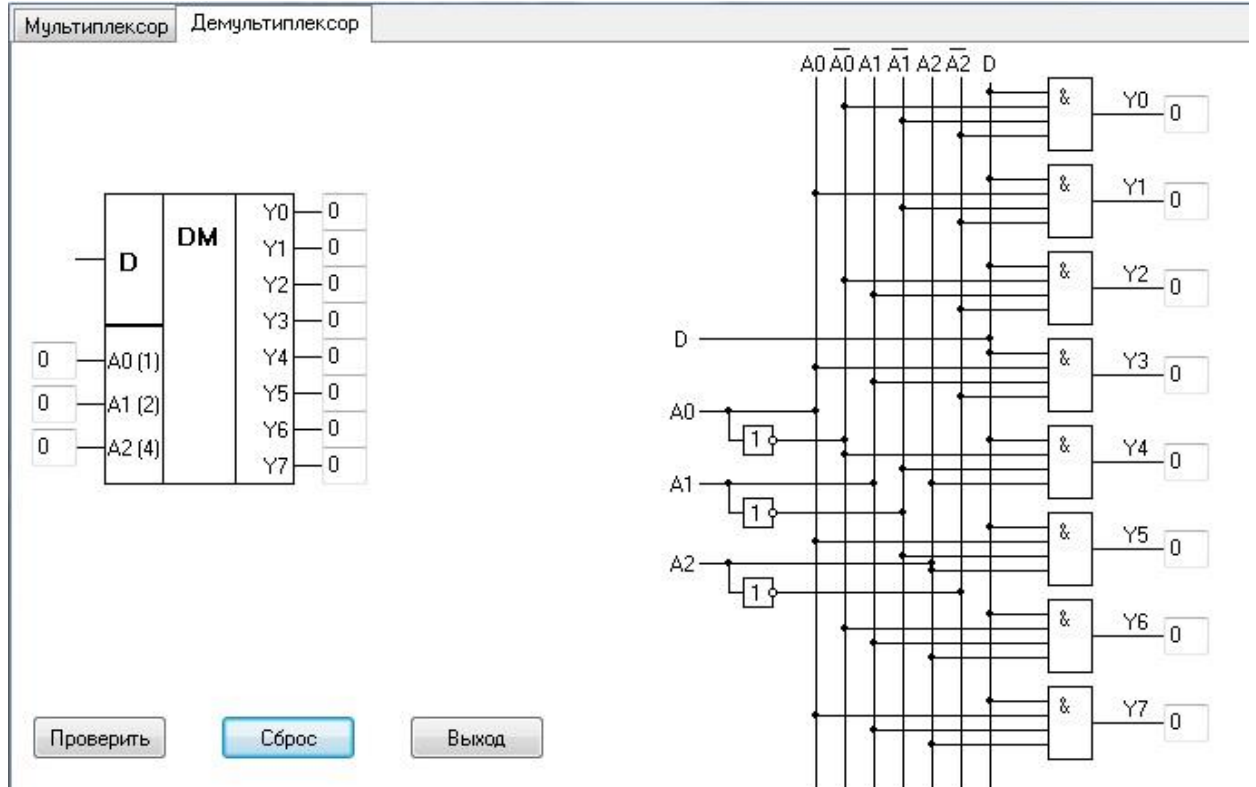 Мультиплексор Демультиплексор
A0 A̅0̅ A1 A̅1̅ A2 A̅2̅ D
D
DM
Y0 0
Y1 0
Y2 0
Y3 0
0 A0 (1) Y4 0
Y5 0
0 A1 (2)
Y6 0
0 A2 (4)
Y7 0
D
A0
1
A1
1
A2
1
& Y0 0
& Y1 0
& Y2 0
& Y3 0
& Y4 0
& Y5 0
& Y6 0
& Y7 0
Проверить Сброс Выход